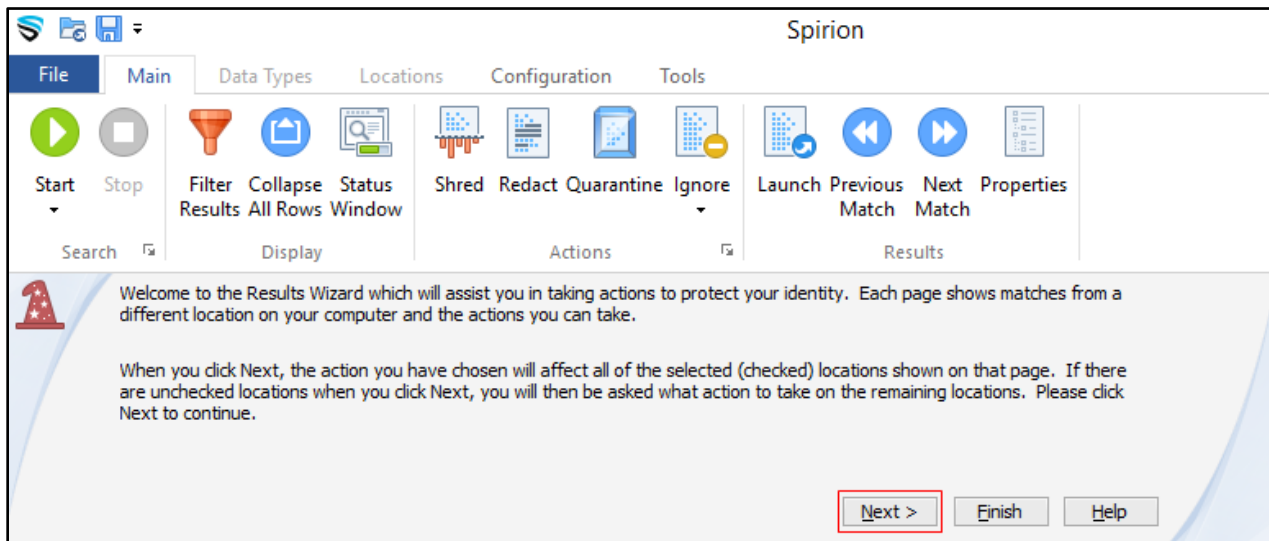 Spirion
File Main Data Types Locations Configuration Tools
Start Stop Filter Collapse Status Shred Redact Quarantine Ignore Launch Previous Next Properties
Results All Rows Window Match Match
Search Display Actions Results
Welcome to the Results Wizard which will assist you in taking actions to protect your identity. Each page shows matches from a
different location on your computer and the actions you can take.
When you click Next, the action you have chosen will affect all of the selected (checked) locations shown on that page. If there
are unchecked locations when you click Next, you will then be asked what action to take on the remaining locations. Please click
Next to continue.
Next > Finish Help